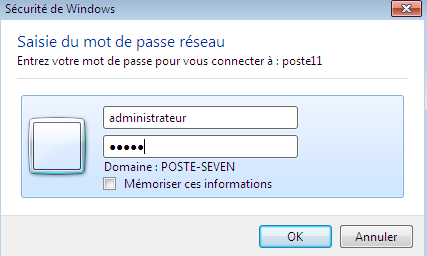 Sécurité de Windows
Saisie du mot de passe réseau
Entrez votre mot de passe pour vous connecter à : poste11
administrateur
●●●●●
Domaine : POSTE-SEVEN
Mémoriser ces informations
OK
Annuler